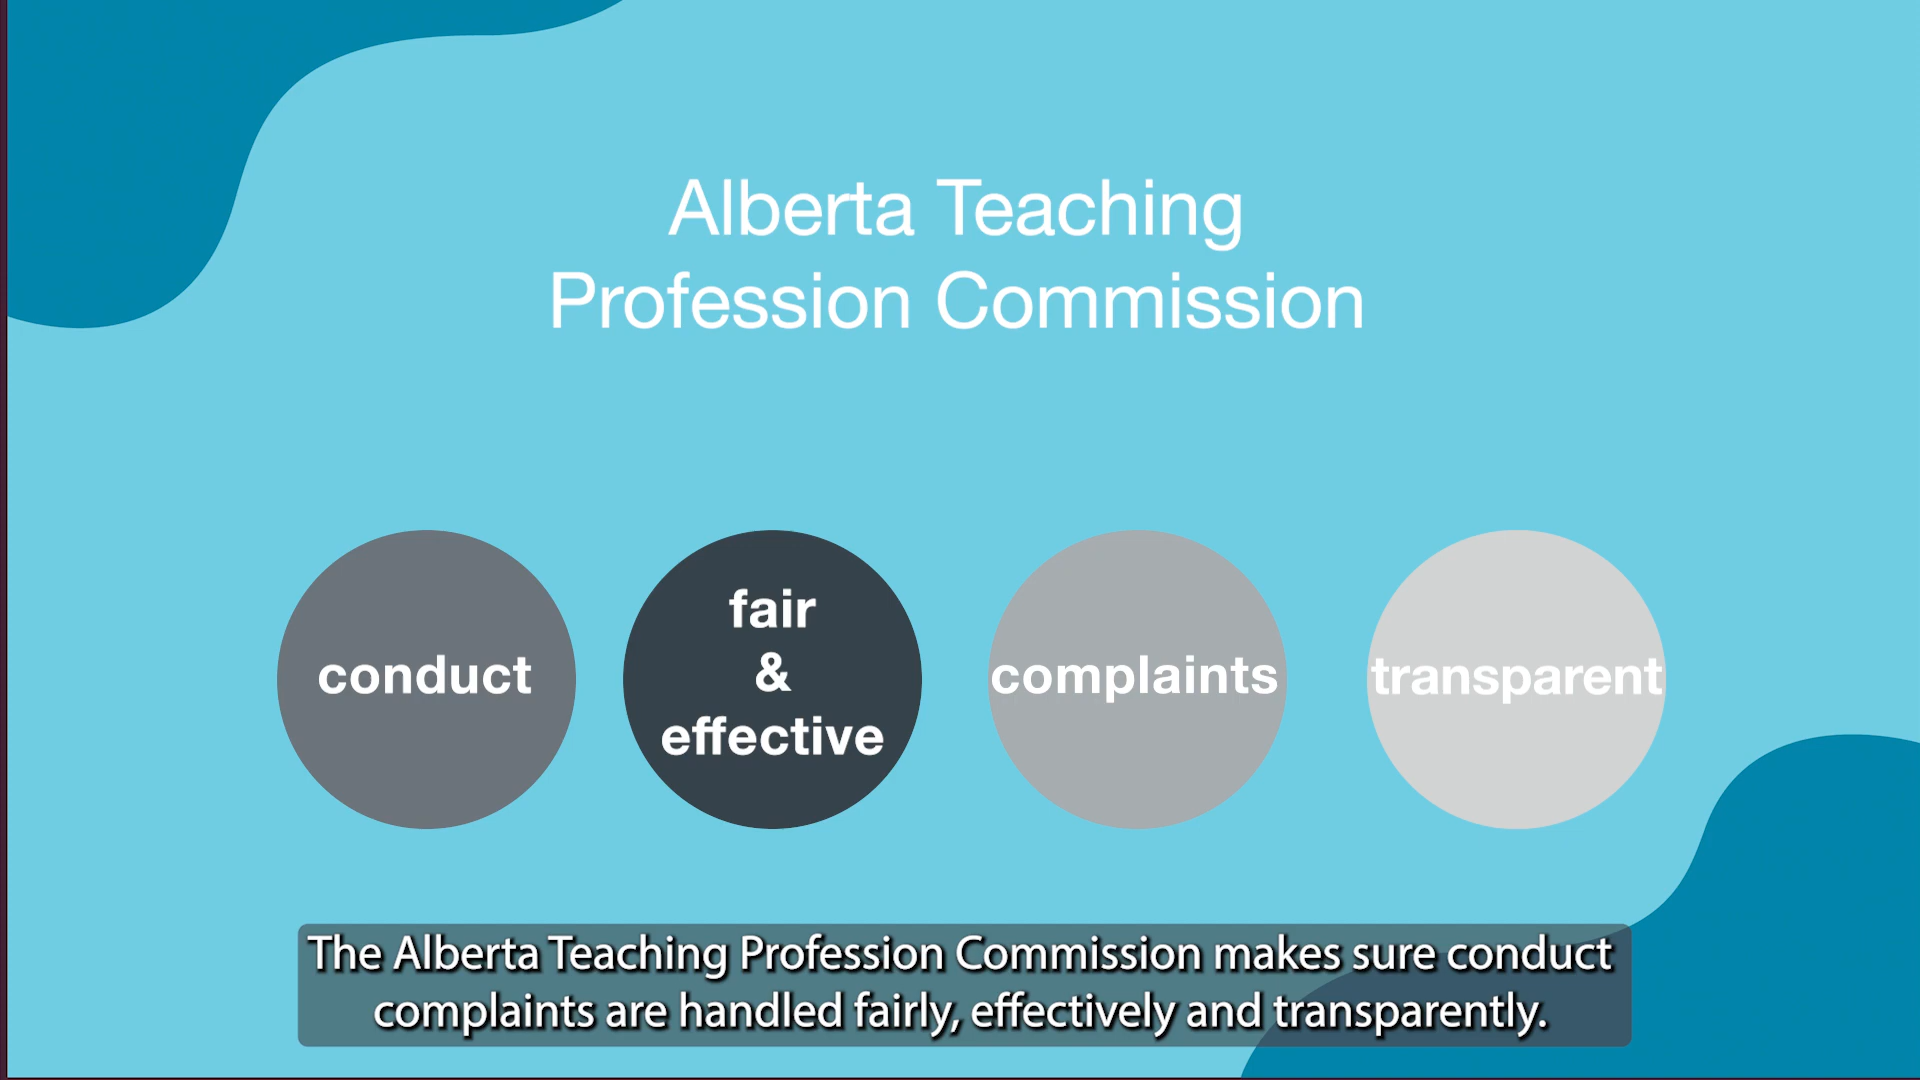 Alberta Teaching
Profession Commission
conduct
fair
&
effective
complaints
transparent
The Alberta Teaching Profession Commission makes sure conduct
complaints are handled fairly, effectively and transparently.